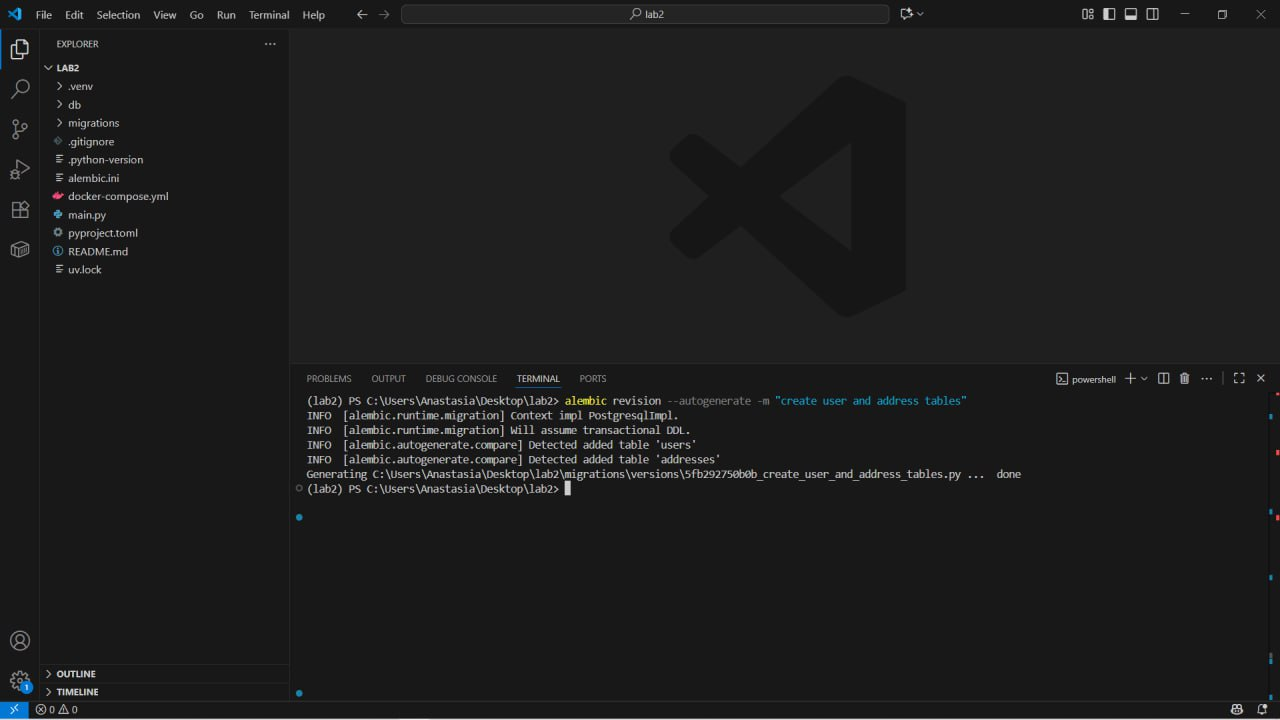 File Edit Selection View Go Run Terminal Help
lab2
EXPLORER
LAB2
.venv
db
migrations
.gitignore
.python-version
alembic.ini
docker-compose.yml
main.py
pyproject.toml
README.md
uv.lock
PROBLEMS OUTPUT DEBUG CONSOLE TERMINAL PORTS
powershell
(lab2) PS C:\Users\Anastasia\Desktop\lab2> alembic revision --autogenerate -m "create user and address tables"
INFO [alembic.runtime.migration] Context impl PostgresqlImpl.
INFO [alembic.runtime.migration] Will assume transactional DDL.
INFO [alembic.autogenerate.compare] Detected added table 'users'
INFO [alembic.autogenerate.compare] Detected added table 'addresses'
Generating C:\Users\Anastasia\Desktop\lab2\migrations\versions\5fb292750b0b_create_user_and_address_tables.py ... done
(lab2) PS C:\Users\Anastasia\Desktop\lab2>
OUTLINE
TIMELINE
1
0 0